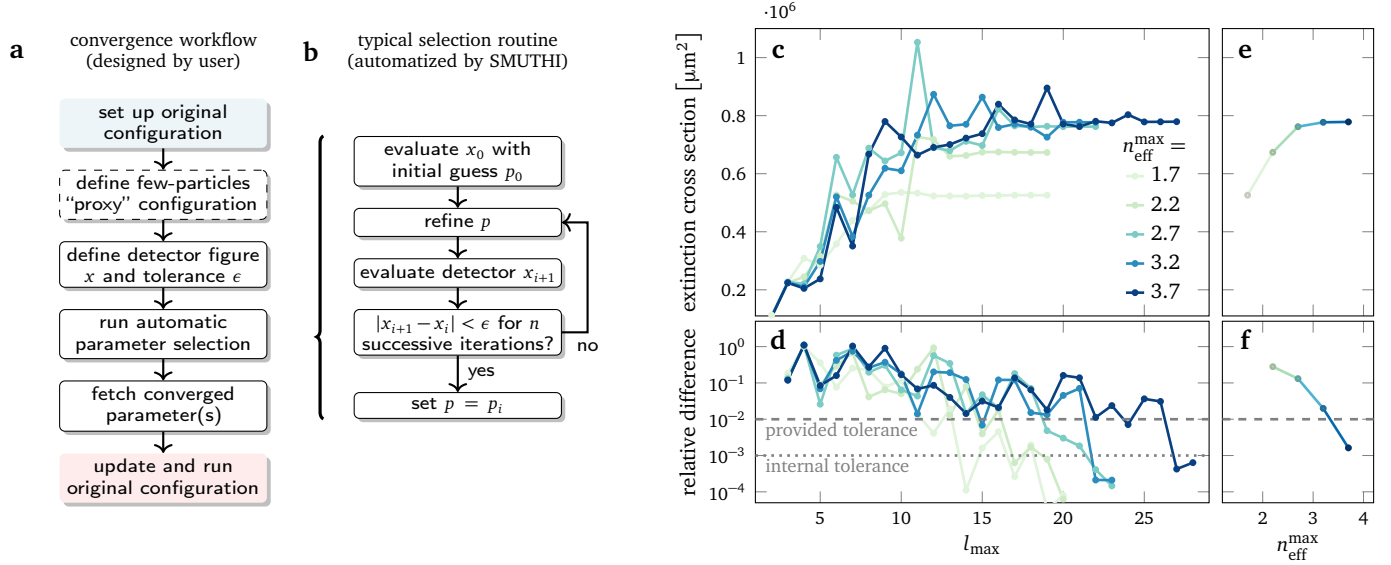 a
convergence workflow
(designed by user)
set up original
configuration
define few-particles
“proxy” configuration
define detector figure
x and tolerance ϵ
run automatic
parameter selection
fetch converged
parameter(s)
update and run
original configuration
b
typical selection routine
(automatized by SMUTHI)
evaluate x₀ with
initial guess p₀
refine p
evaluate detector xᵢ₊₁
|xᵢ₊₁ − xᵢ| < ϵ for n
successive iterations?
no
yes
set p = pᵢ
·10⁶
c
extinction cross section [µm²]
1
0.8
0.6
0.4
0.2
n_eff^max =
1.7
2.2
2.7
3.2
3.7
e
d
relative difference
10⁰
10⁻¹
10⁻²
10⁻³
10⁻⁴
provided tolerance
internal tolerance
5
10
15
20
25
l_max
f
2
3
4
n_eff^max